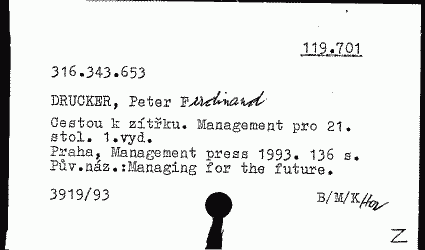 119.701
316.343.653
DRUCKER, Peter Ferdinand
Cestou k zítřku. Management pro 21.
stol. 1.vyd.
Praha, Management press 1993. 136 s.
Pův.náz.:Managing for the future.
3919/93 B/M/K/
Z